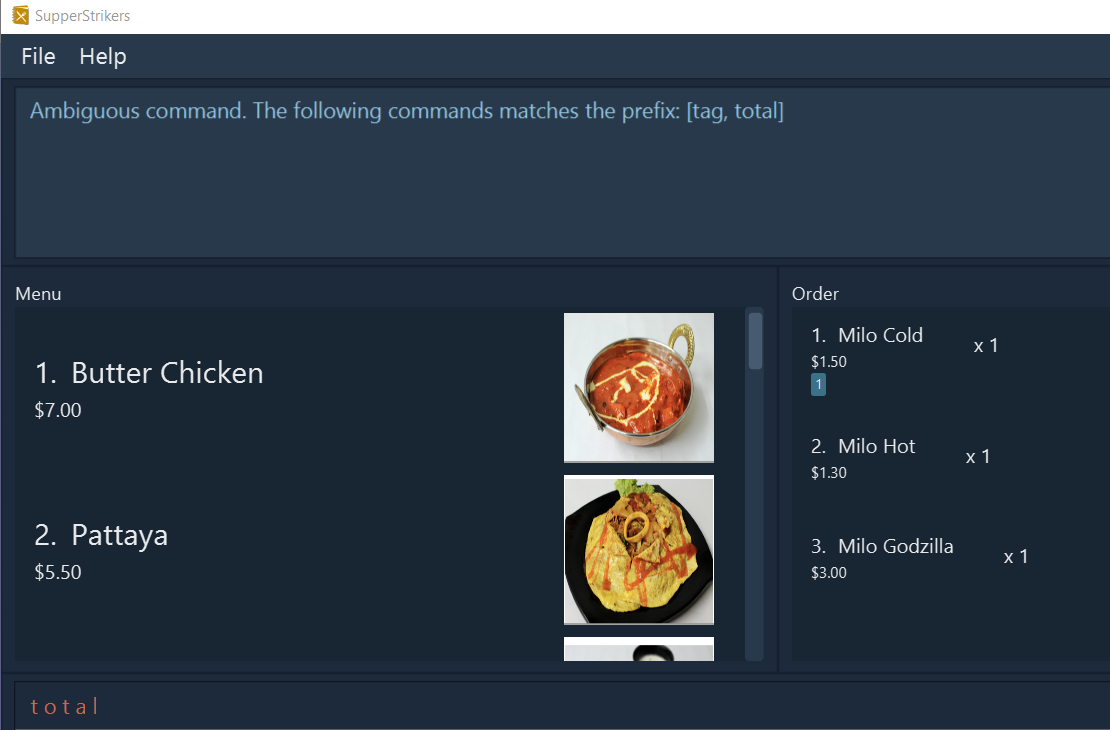 SupperStrikers
File Help
Ambiguous command. The following commands matches the prefix: [tag, total]
Menu
1. Butter Chicken
$7.00
2. Pattaya
$5.50
Order
1. Milo Cold x 1
$1.50
1
2. Milo Hot x 1
$1.30
3. Milo Godzilla x 1
$3.00
t o t a l